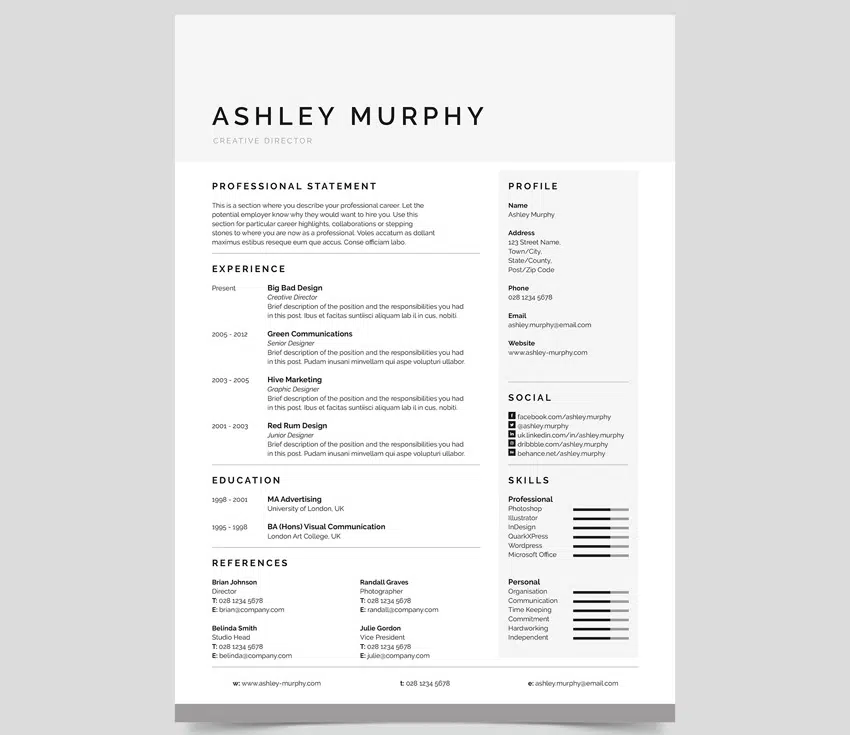 ASHLEY MURPHY
CREATIVE DIRECTOR
PROFESSIONAL STATEMENT
This is a section where you describe your professional career. Let the
potential employer know why they would want to hire you. Use this
section for particular career highlights, collaborations or stepping
stones to where you are now as a professional. Voles accatum as dollant
maximus estibus reseque eum que accus. Conse officiam labo.
EXPERIENCE
Present
Big Bad Design
Creative Director
Brief description of the position and the responsibilities you had
in this post. Ibus et facitas suntiisci aliquam lab il in cus, nobiti.
2005 - 2012
Green Communications
Senior Designer
Brief description of the position and the responsibilities you had
in this post. Pudam inusani minvellam qui aspe volupturi ullabor.
2003 - 2005
Hive Marketing
Graphic Designer
Brief description of the position and the responsibilities you had
in this post. Ibus et facitas suntiisci aliquam lab il in cus, nobiti.
2001 - 2003
Red Rum Design
Junior Designer
Brief description of the position and the responsibilities you had
in this post. Pudam inusani minvellam qui aspe volupturi ullabor.
EDUCATION
1998 - 2001
MA Advertising
University of London, UK
1995 - 1998
BA (Hons) Visual Communication
London Art College, UK
REFERENCES
Brian Johnson
Director
T: 028 1234 5678
E: brian@company.com
Randall Graves
Photographer
T: 028 1234 5678
E: randall@company.com
Belinda Smith
Studio Head
T: 028 1234 5678
E: belinda@company.com
Julie Gordon
Vice President
T: 028 1234 5678
E: julie@company.com
PROFILE
Name
Ashley Murphy
Address
123 Street Name,
Town/City,
State/County,
Post/Zip Code
Phone
028 1234 5678
Email
ashley.murphy@email.com
Website
www.ashley-murphy.com
SOCIAL
facebook.com/ashley.murphy
@ashley.murphy
uk.linkedin.com/in/ashley.murphy
dribbble.com/ashley.murphy
behance.net/ashley.murphy
SKILLS
Professional
Photoshop
Illustrator
InDesign
QuarkXPress
Wordpress
Microsoft Office
Personal
Organisation
Communication
Time Keeping
Commitment
Hardworking
Independent
w: www.ashley-murphy.com
t: 028 1234 5678
e: ashley.murphy@email.com